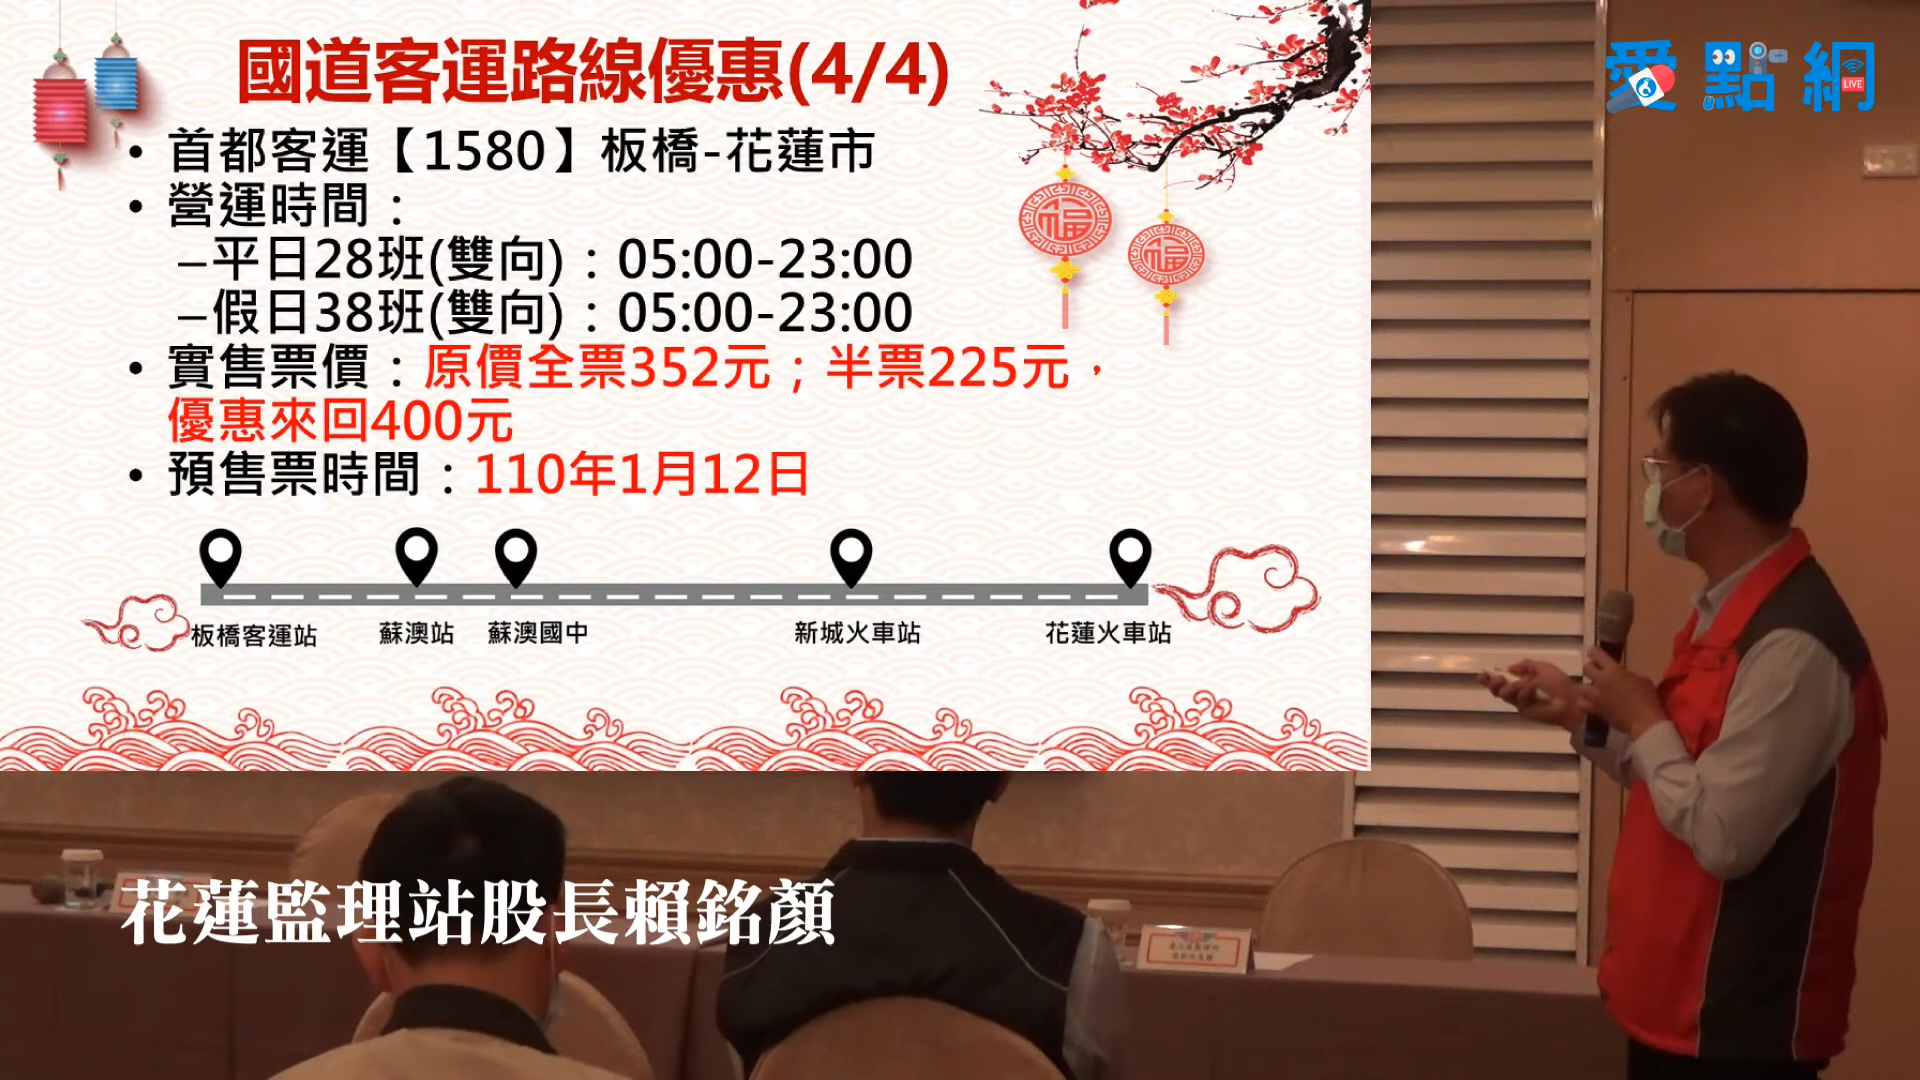 國道客運路線優惠(4/4)
• 首都客運【1580】板橋-花蓮市
• 營運時間：
–平日28班(雙向)：05:00-23:00
–假日38班(雙向)：05:00-23:00
• 實售票價：原價全票352元；半票225元，
優惠來回400元
• 預售票時間：110年1月12日
板橋客運站 蘇澳站 蘇澳國中 新城火車站 花蓮火車站
福 福
愛點網
LIVE
花蓮監理站股長賴銘顏